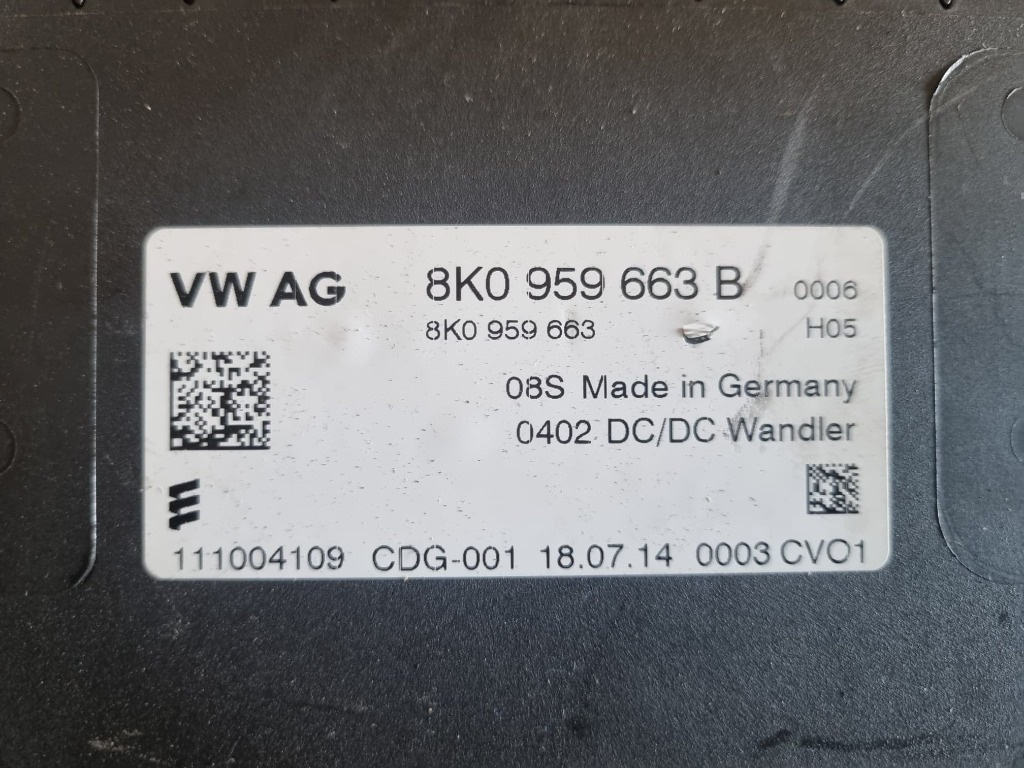 VW AG 8K0 959 663 B 0006
8K0 959 663 H05
08S Made in Germany
0402 DC/DC Wandler
111004109 CDG-001 18.07.14 0003 CV01